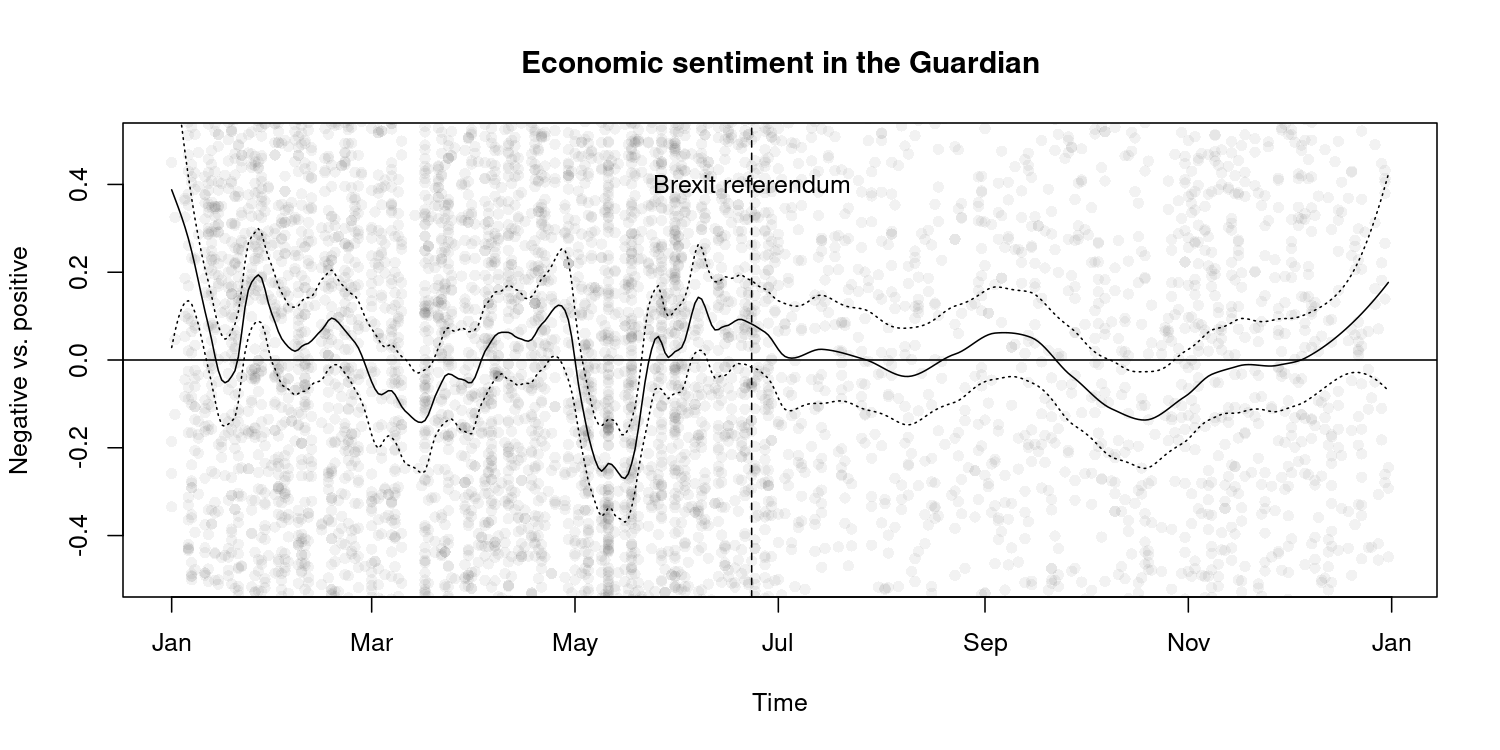 Economic sentiment in the Guardian
Negative vs. positive
0.4
0.2
0.0
-0.2
-0.4
Brexit referendum
Jan
Mar
May
Jul
Sep
Nov
Jan
Time